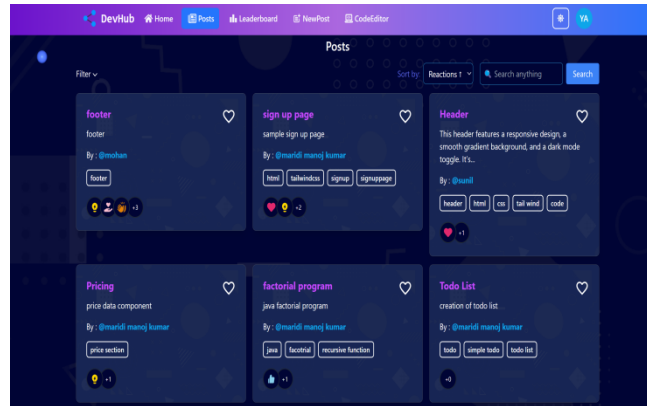 DevHub Home Posts Leaderboard NewPost CodeEditor YA
Posts
Filter Sort by: Reactions ↑ Search anything Search
footer
footer
By : @mohan
footer
+3
sign up page
sample sign up page
By : @maridi manoj kumar
html tailwindcss signup signuppage
+2
Header
This header features a responsive design, a
smooth gradient background, and a dark mode
toggle. It's...
By : @sunil
header html css tail wind code
+1
Pricing
price data component
By : @maridi manoj kumar
price section
+1
factorial program
java factorial program
By : @maridi manoj kumar
java facotrial recursive function
+1
Todo List
creation of todo list
By : @maridi manoj kumar
todo simple todo todo list
+0